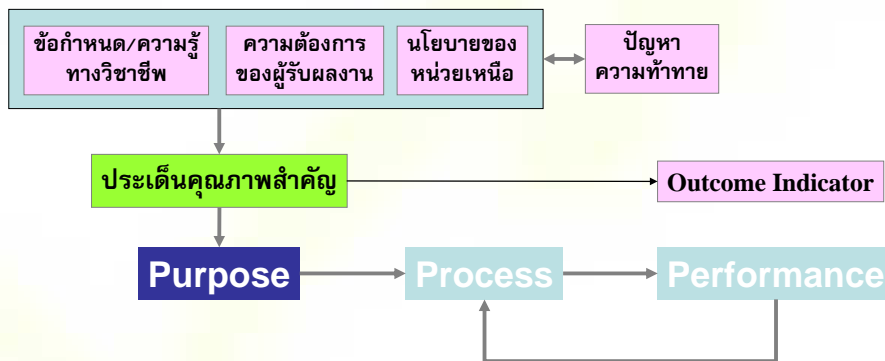 ข้อกำหนด/ความรู้
ทางวิชาชีพ
ความต้องการ
ของผู้รับผลงาน
นโยบายของ
หน่วยเหนือ
ปัญหา
ความท้าทาย
ประเด็นคุณภาพสำคัญ
Outcome Indicator
Purpose
Process
Performance